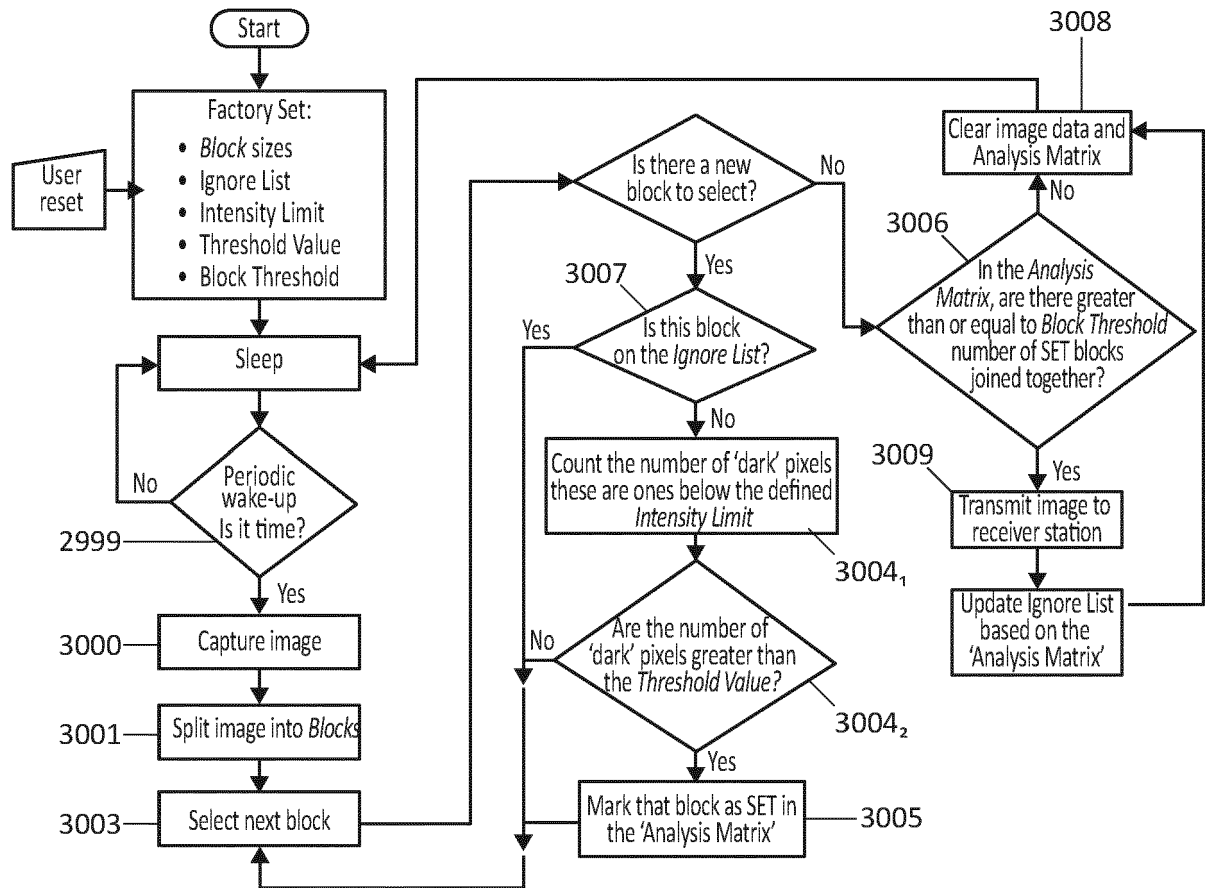 Start
Factory Set:
• Block sizes
• Ignore List
• Intensity Limit
• Threshold Value
• Block Threshold
User
reset
Sleep
Periodic
wake-up
Is it time?
No
Yes
2999
3000
Capture image
3001
Split image into Blocks
3003
Select next block
Is there a new
block to select?
No
Yes
3007
Is this block
on the Ignore List?
Yes
No
Count the number of ‘dark’ pixels
these are ones below the defined
Intensity Limit
3004₁
Are the number of
‘dark’ pixels greater than
the Threshold Value?
No
3004₂
Yes
Mark that block as SET in
the ‘Analysis Matrix’
3005
3008
Clear image data and
Analysis Matrix
No
3006
In the Analysis
Matrix, are there greater
than or equal to Block Threshold
number of SET blocks
joined together?
Yes
3009
Transmit image to
receiver station
Update Ignore List
based on the
‘Analysis Matrix’